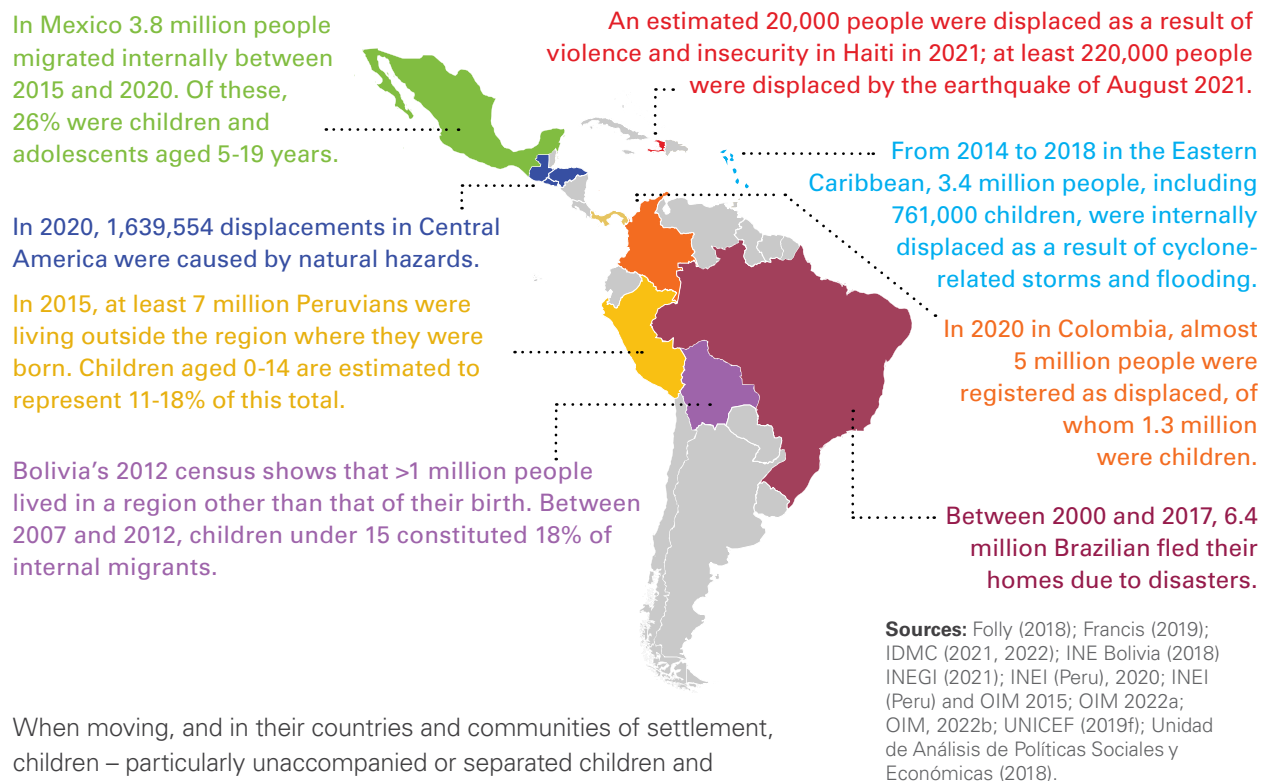 In Mexico 3.8 million people
migrated internally between
2015 and 2020. Of these,
26% were children and
adolescents aged 5-19 years.
An estimated 20,000 people were displaced as a result of
violence and insecurity in Haiti in 2021; at least 220,000 people
were displaced by the earthquake of August 2021.
From 2014 to 2018 in the Eastern
Caribbean, 3.4 million people, including
761,000 children, were internally
displaced as a result of cyclone-
related storms and flooding.
In 2020, 1,639,554 displacements in Central
America were caused by natural hazards.
In 2015, at least 7 million Peruvians were
living outside the region where they were
born. Children aged 0-14 are estimated to
represent 11-18% of this total.
In 2020 in Colombia, almost
5 million people were
registered as displaced, of
whom 1.3 million
were children.
Bolivia's 2012 census shows that >1 million people
lived in a region other than that of their birth. Between
2007 and 2012, children under 15 constituted 18% of
internal migrants.
Between 2000 and 2017, 6.4
million Brazilian fled their
homes due to disasters.
Sources: Folly (2018); Francis (2019);
IDMC (2021, 2022); INE Bolivia (2018)
INEGI (2021); INEI (Peru), 2020; INEI
(Peru) and OIM 2015; OIM 2022a;
OIM, 2022b; UNICEF (2019f); Unidad
de Análisis de Políticas Sociales y
Económicas (2018).
When moving, and in their countries and communities of settlement,
children – particularly unaccompanied or separated children and